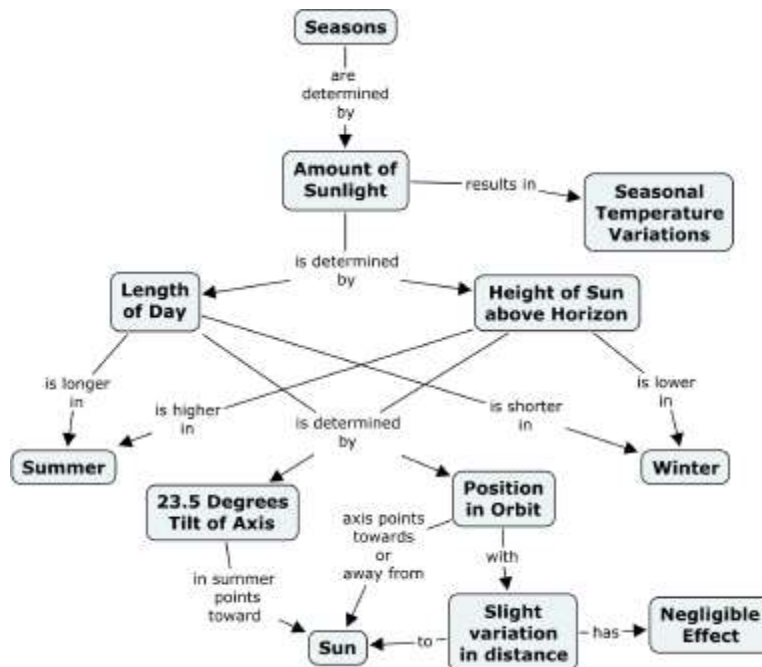 Seasons
are
determined
by
Amount of
Sunlight
results in
Seasonal
Temperature
Variations
is determined
by
Length
of Day
Height of Sun
above Horizon
is longer
in
is higher
in
is determined
by
is shorter
in
is lower
in
Summer
Winter
23.5 Degrees
Tilt of Axis
Position
in Orbit
axis points
towards
or
away from
with
in summer
points
toward
Sun
to
Slight
variation
in distance
has
Negligible
Effect